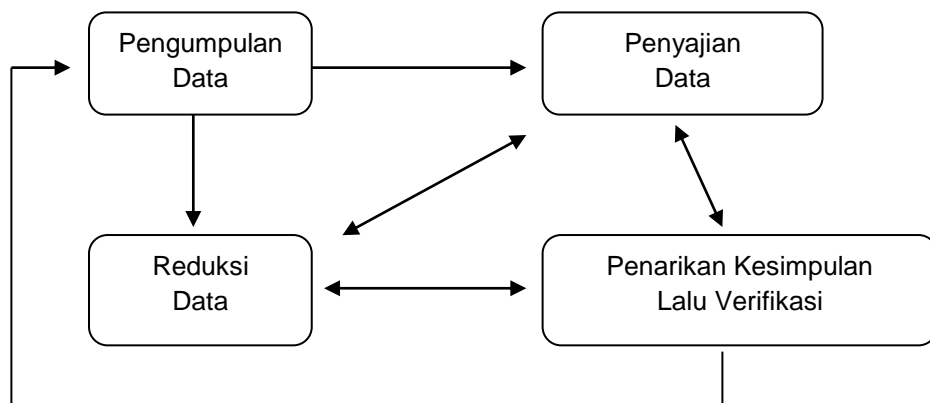 Pengumpulan
Data
Penyajian
Data
Reduksi
Data
Penarikan Kesimpulan
Lalu Verifikasi